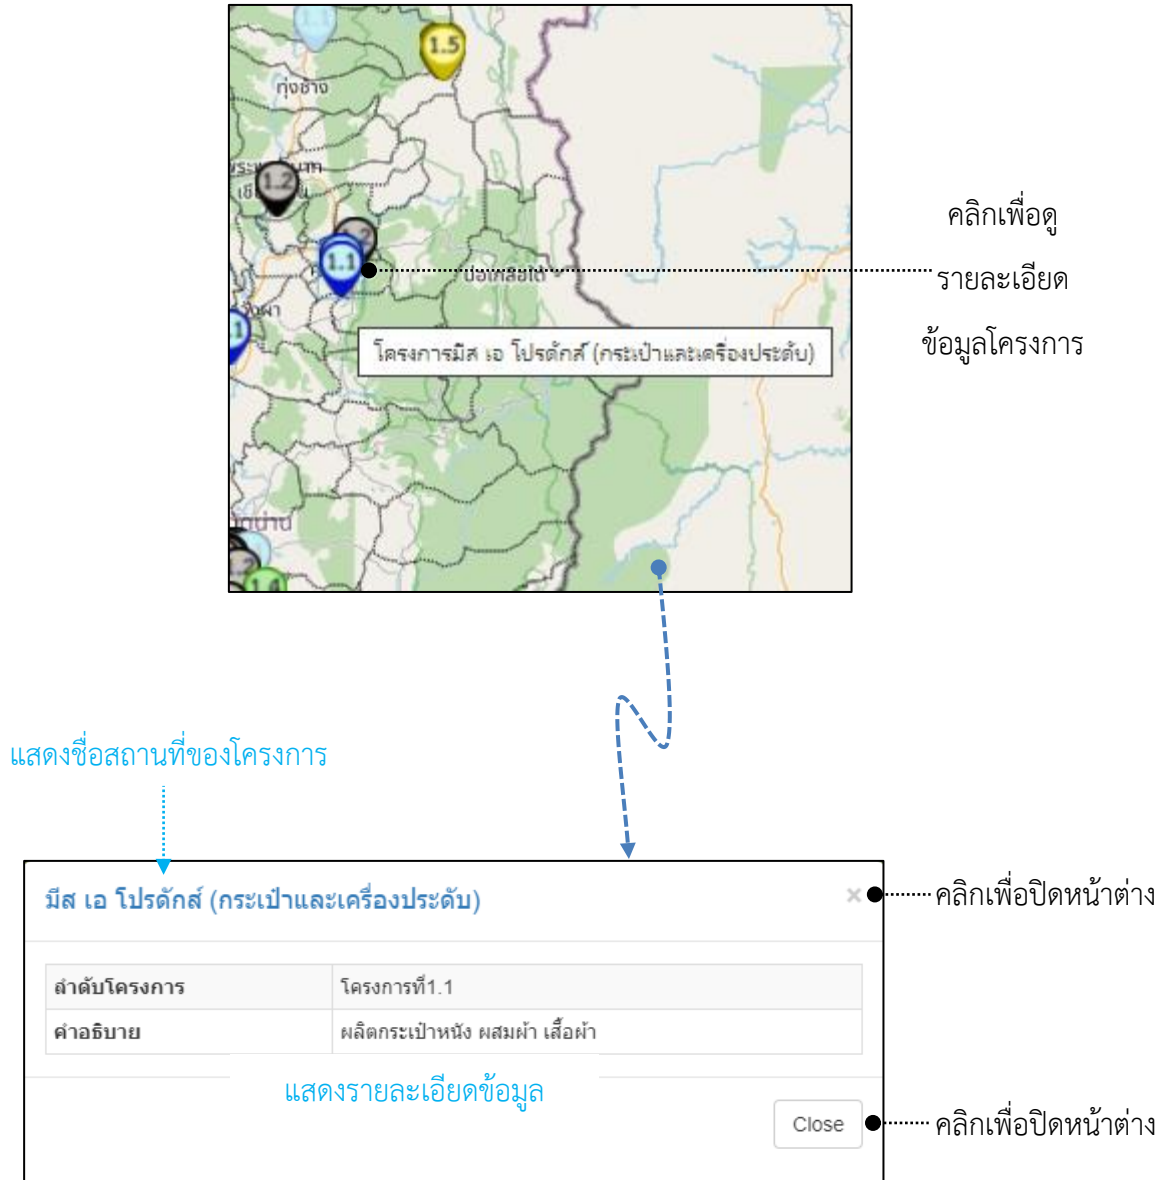 1.1
1.5
ทุ่งช้าง
1.2
1.2
1.1
บ่อเกลือใต้
โครงการมีส เอ โปรดักส์ (กระเป๋าและเครื่องประดับ)
คลิกเพื่อดู
รายละเอียด
ข้อมูลโครงการ
แสดงชื่อสถานที่ของโครงการ
มีส เอ โปรดักส์ (กระเป๋าและเครื่องประดับ)
×
คลิกเพื่อปิดหน้าต่าง
ลำดับโครงการ โครงการที่1.1
คำอธิบาย ผลิตกระเป๋าหนัง ผสมผ้า เสื้อผ้า
แสดงรายละเอียดข้อมูล
Close
คลิกเพื่อปิดหน้าต่าง